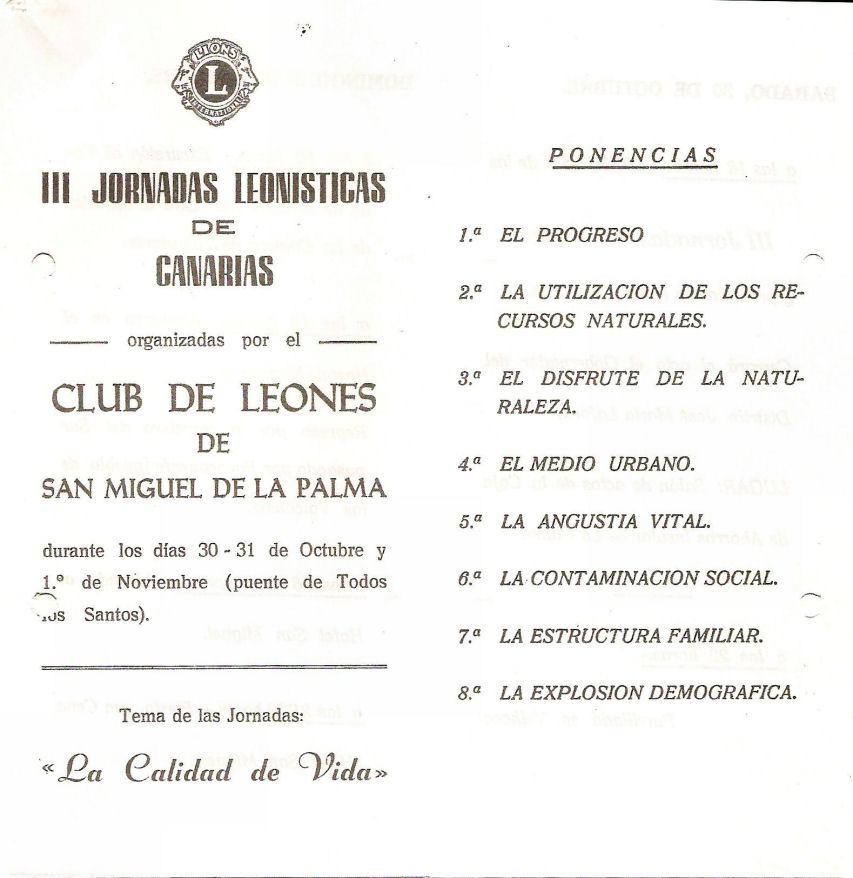 LIONS
L
INTERNATIONAL
III JORNADAS LEONISTICAS
DE
CANARIAS
organizadas por el
CLUB DE LEONES
DE
SAN MIGUEL DE LA PALMA
durante los días 30 - 31 de Octubre y
1.º de Noviembre (puente de Todos
los Santos).
Tema de las Jornadas:
«La Calidad de Vida»
PONENCIAS
1.ª EL PROGRESO
2.ª LA UTILIZACION DE LOS RE-
CURSOS NATURALES.
3.ª EL DISFRUTE DE LA NATU-
RALEZA.
4.ª EL MEDIO URBANO.
5.ª LA ANGUSTIA VITAL.
6.ª LA CONTAMINACION SOCIAL.
7.ª LA ESTRUCTURA FAMILIAR.
8.ª LA EXPLOSION DEMOGRAFICA.